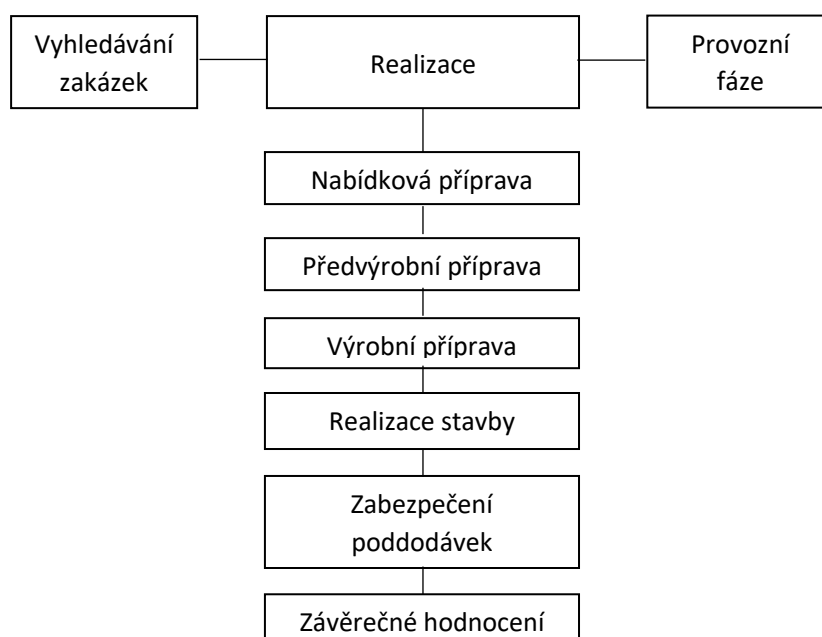 Vyhledávání
zakázek
Realizace
Provozní
fáze
Nabídková příprava
Předvýrobní příprava
Výrobní příprava
Realizace stavby
Zabezpečení
poddodávek
Závěrečné hodnocení